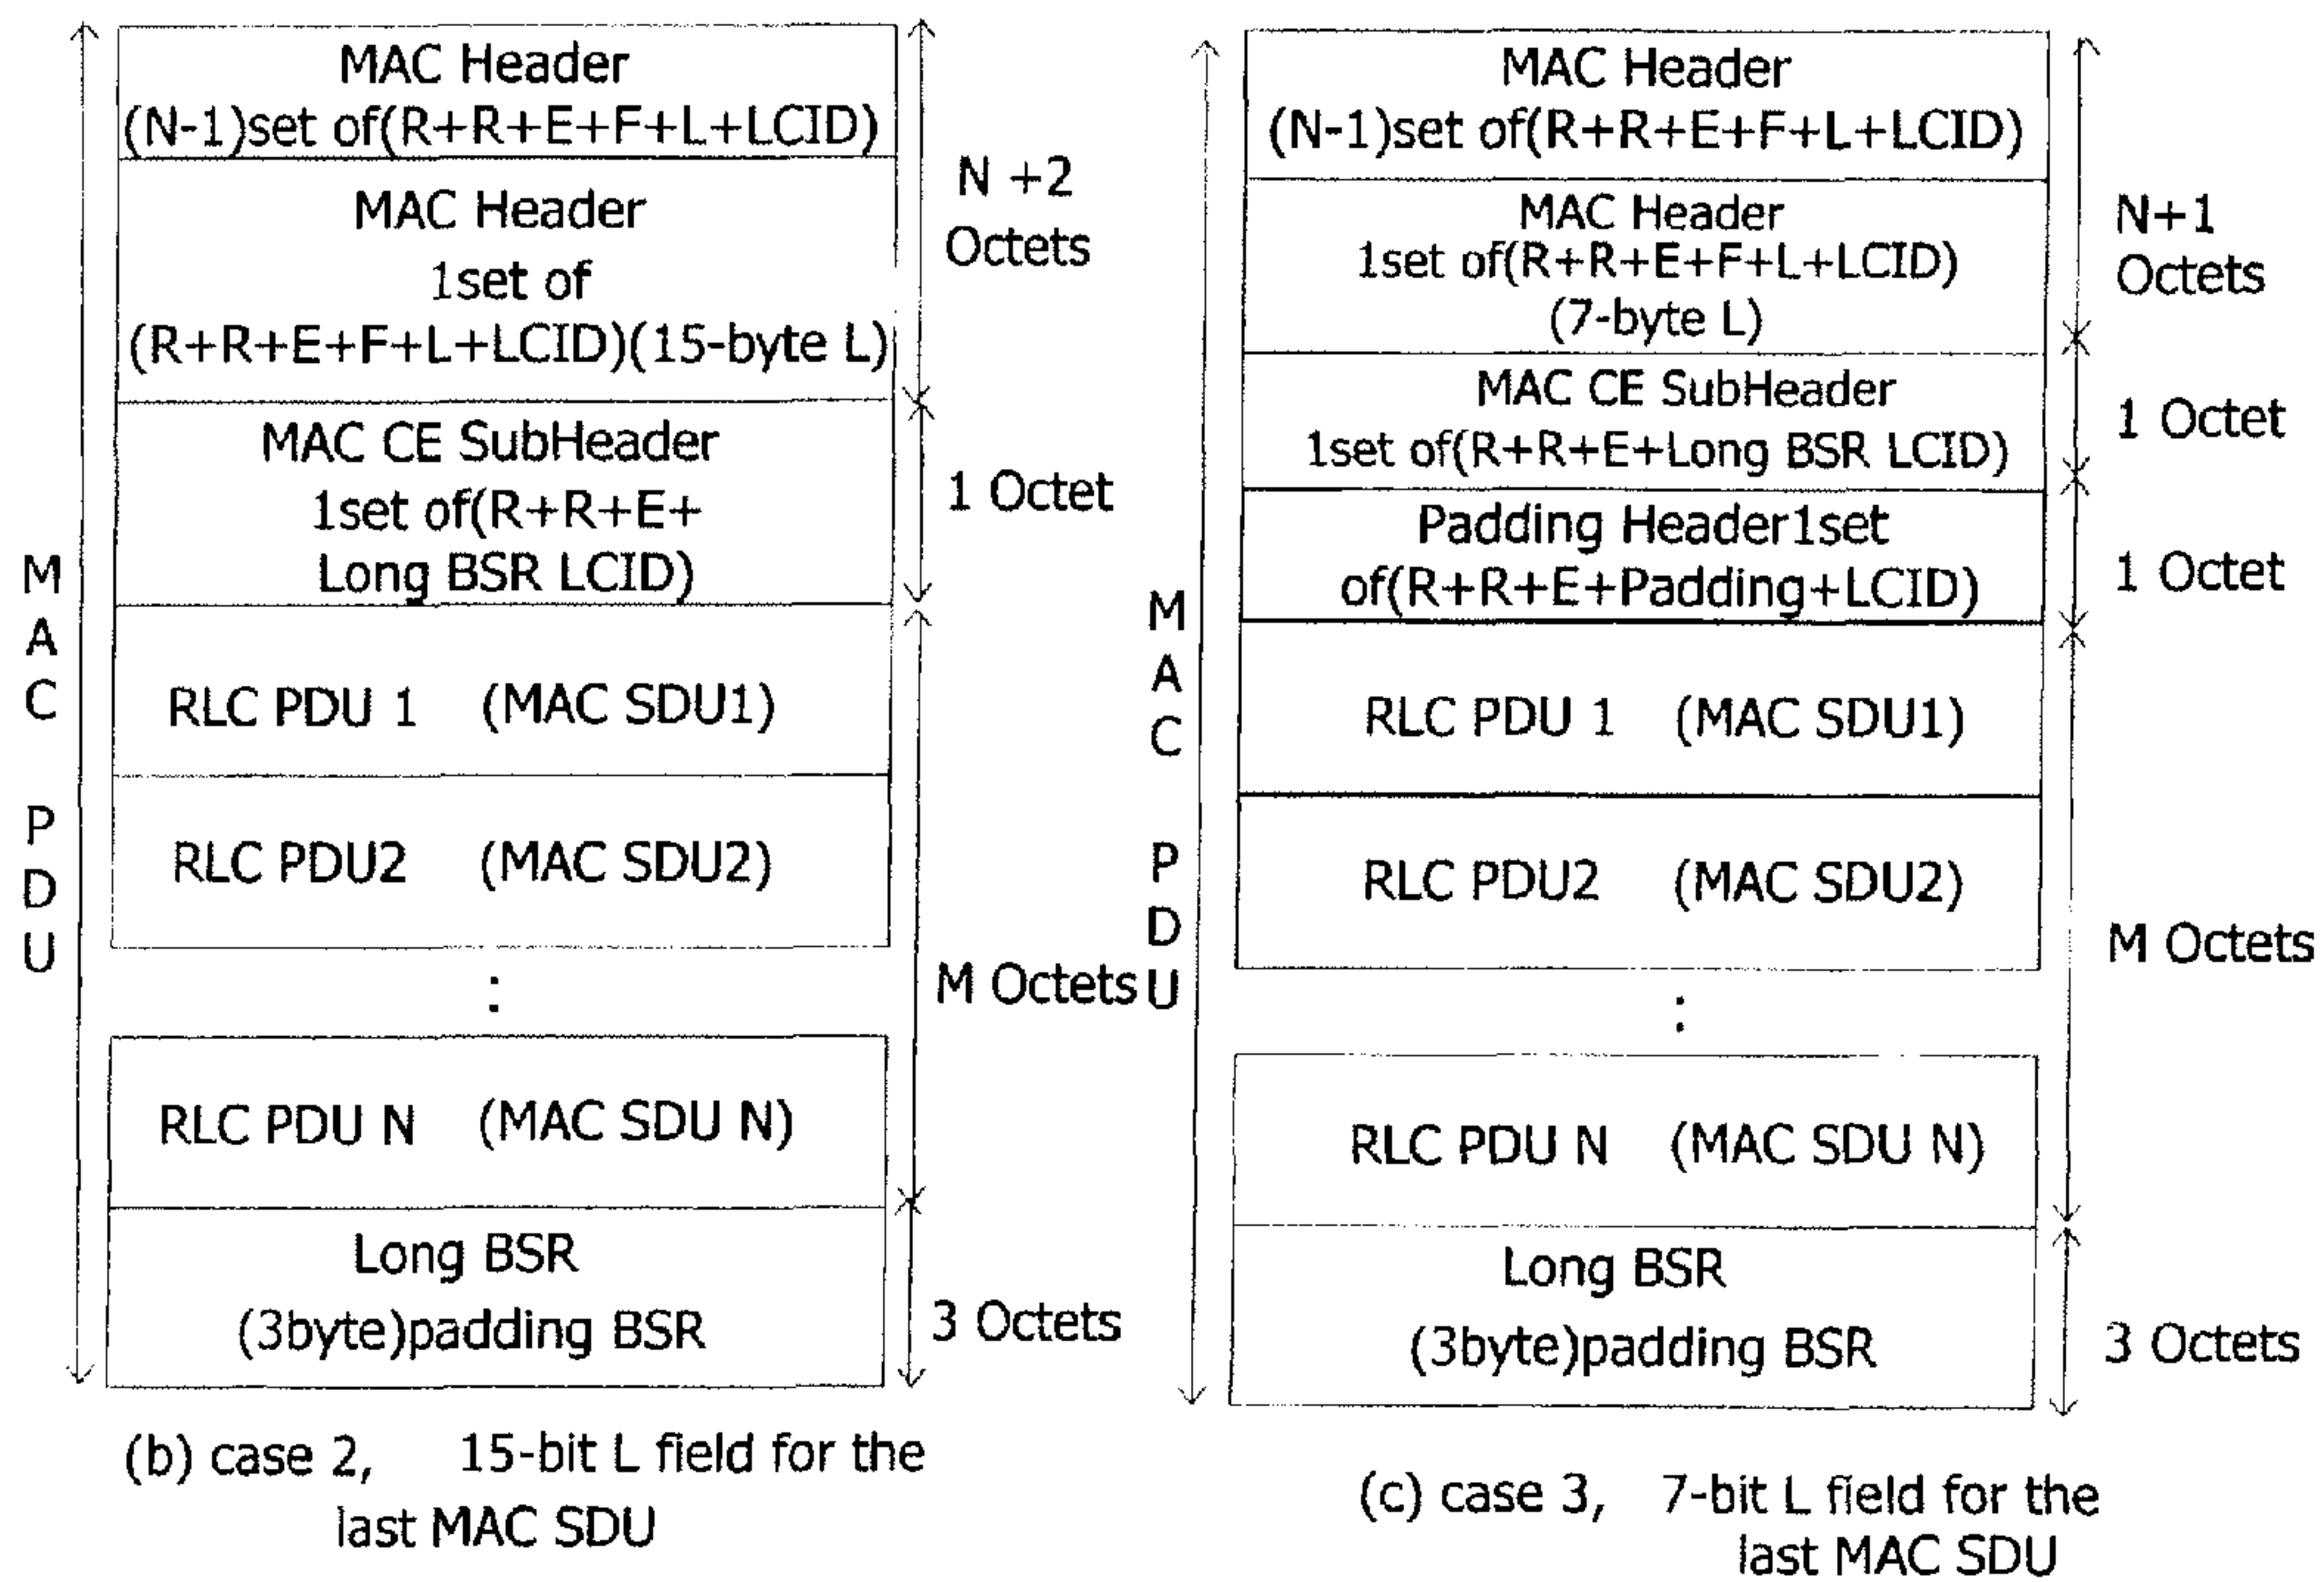 MAC Header
(N-1)set of(R+R+E+F+L+LCID)
MAC Header
1set of
(R+R+E+F+L+LCID)(15-byte L)
MAC CE SubHeader
1set of(R+R+E+
Long BSR LCID)
RLC PDU 1 (MAC SDU1)
RLC PDU2 (MAC SDU2)
:
RLC PDU N (MAC SDU N)
Long BSR
(3byte)padding BSR
N +2
Octets
1 Octet
M Octets
3 Octets
MAC PDU
(b) case 2, 15-bit L field for the
last MAC SDU
MAC Header
(N-1)set of(R+R+E+F+L+LCID)
MAC Header
1set of(R+R+E+F+L+LCID)
(7-byte L)
MAC CE SubHeader
1set of(R+R+E+Long BSR LCID)
Padding Header1set
of(R+R+E+Padding+LCID)
RLC PDU 1 (MAC SDU1)
RLC PDU2 (MAC SDU2)
:
RLC PDU N (MAC SDU N)
Long BSR
(3byte)padding BSR
N+1
Octets
1 Octet
1 Octet
M Octets
3 Octets
MAC PDU
(c) case 3, 7-bit L field for the
last MAC SDU